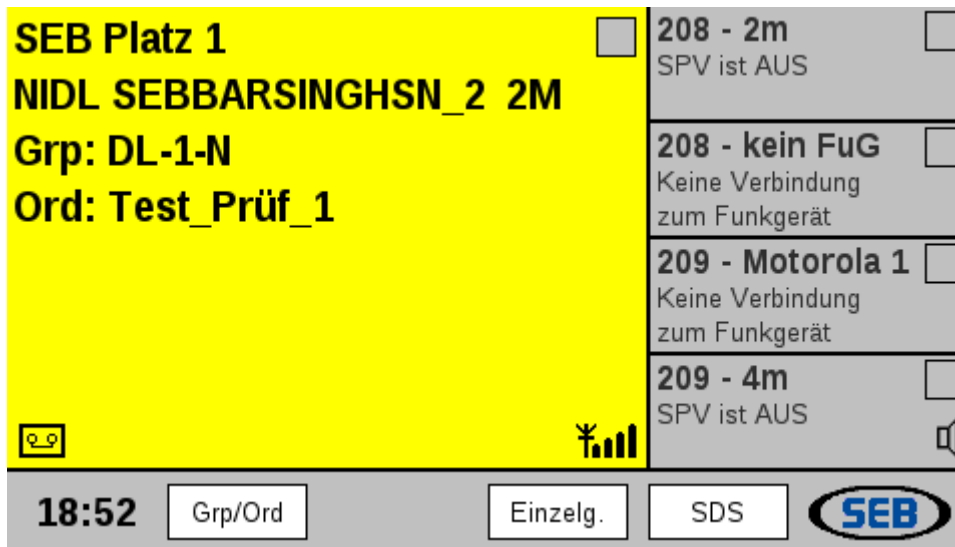 SEB Platz 1
NIDL SEBBARSINGHSN_2 2M
Grp: DL-1-N
Ord: Test_Prüf_1
208 - 2m
SPV ist AUS
208 - kein FuG
Keine Verbindung
zum Funkgerät
209 - Motorola 1
Keine Verbindung
zum Funkgerät
209 - 4m
SPV ist AUS
18:52
Grp/Ord
Einzelg.
SDS
SEB